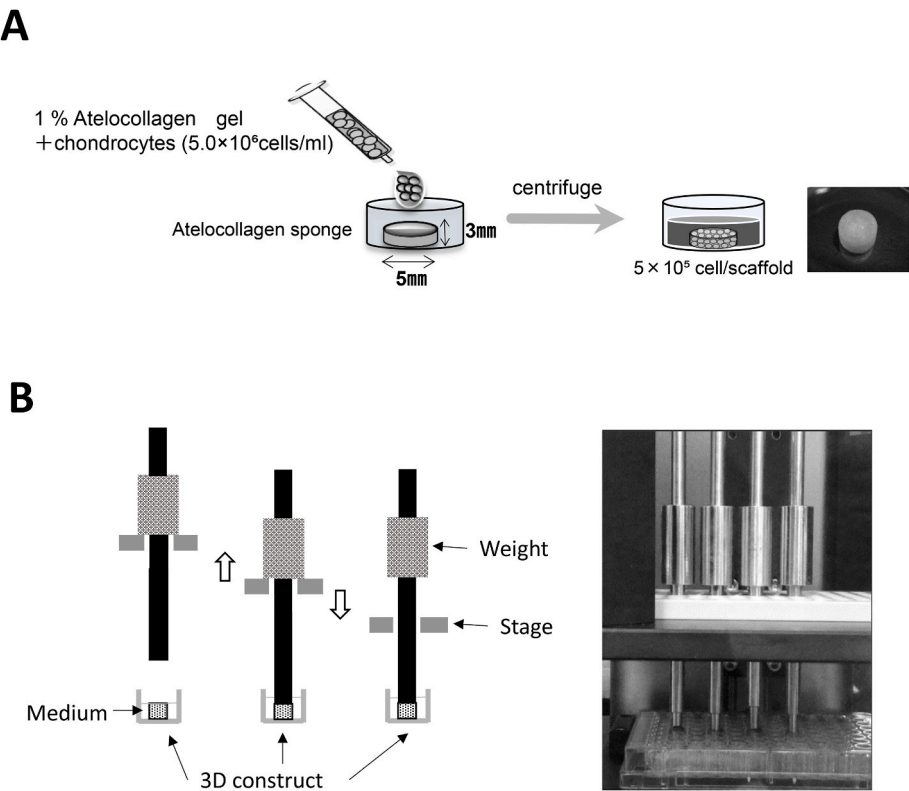 A
1 % Atelocollagen gel
＋chondrocytes (5.0×10⁶cells/ml)
centrifuge
Atelocollagen sponge
3mm
5mm
5×10⁵ cell/scaffold
B
Weight
Stage
Medium
3D construct